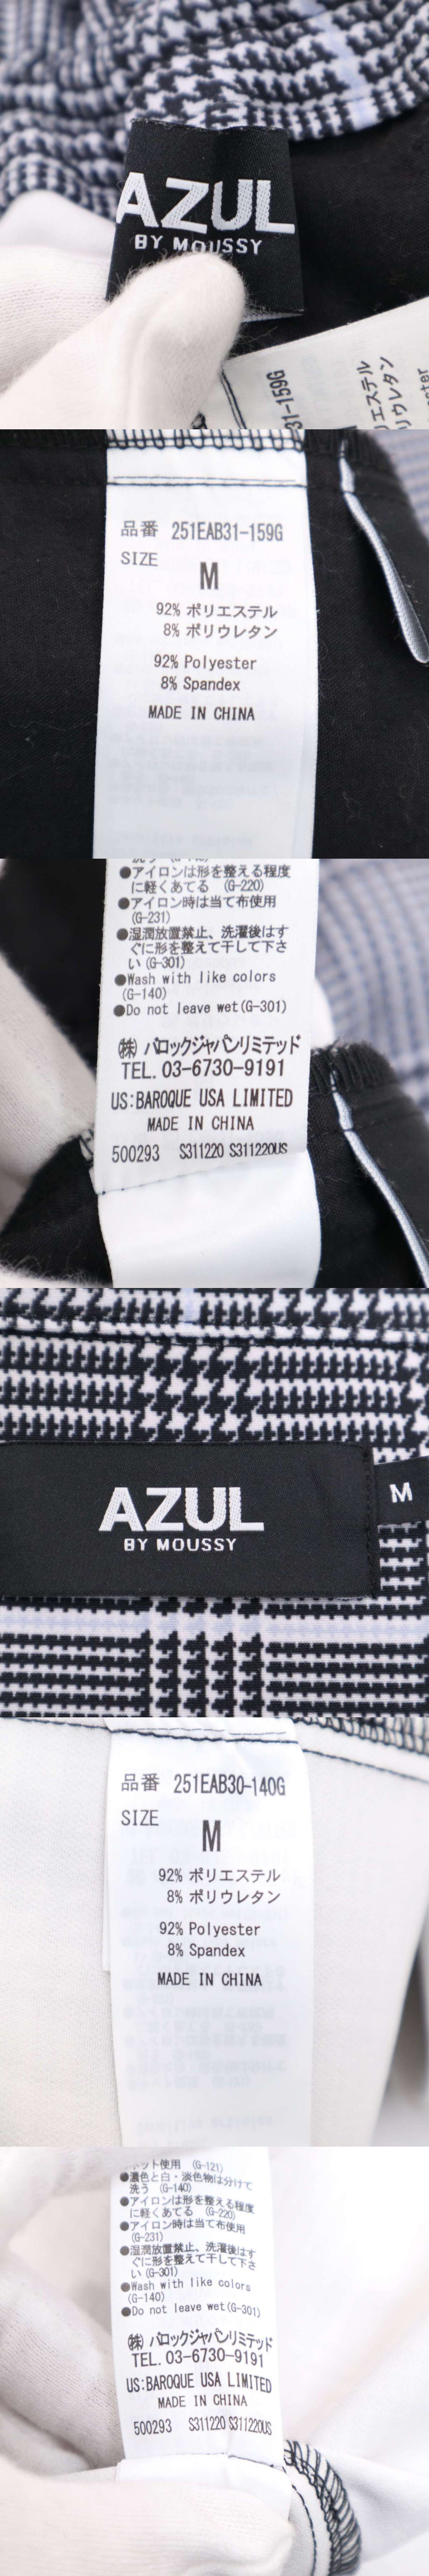 AZUL
BY MOUSSY
31-159G
リエステル
リウレタン
品番 251EAB31-159G
SIZE
M
92% ポリエステル
8% ポリウレタン
92% Polyester
8% Spandex
MADE IN CHINA
●アイロンは形を整える程度
に軽くあてる (G-220)
●アイロン時は当て布使用
(G-231)
●湿潤放置禁止、洗濯後はす
ぐに形を整えて干して下さ
い(G-301)
●Wash with like colors
(G-140)
●Do not leave wet(G-301)
㈱ バロックジャパンリミテッド
TEL. 03-6730-9191
US:BAROQUE USA LIMITED
MADE IN CHINA
500293 S311220 S311220US
AZUL
BY MOUSSY
M
品番 251EAB30-140G
SIZE
M
92% ポリエステル
8% ポリウレタン
92% Polyester
8% Spandex
MADE IN CHINA
ネット使用 (G-121)
●濃色と白・淡色物は分けて
洗う (G-140)
●アイロンは形を整える程度
に軽くあてる (G-220)
●アイロン時は当て布使用
(G-231)
●湿潤放置禁止、洗濯後はす
ぐに形を整えて干して下さ
い(G-301)
●Wash with like colors
(G-140)
●Do not leave wet(G-301)
㈱ バロックジャパンリミテッド
TEL. 03-6730-9191
US:BAROQUE USA LIMITED
MADE IN CHINA
500293 S311220 S311220US